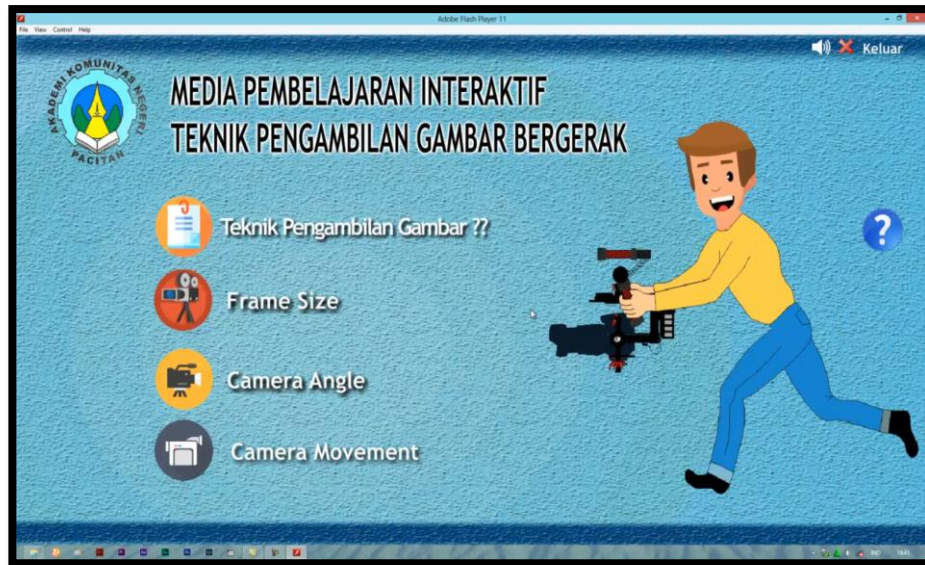 Adobe Flash Player 11
File View Control Help
Keluar
AKADEMI KOMUNITAS NEGERI
PACITAN
MEDIA PEMBELAJARAN INTERAKTIF
TEKNIK PENGAMBILAN GAMBAR BERGERAK
Teknik Pengambilan Gambar ??
?
Frame Size
Camera Angle
Camera Movement
IND